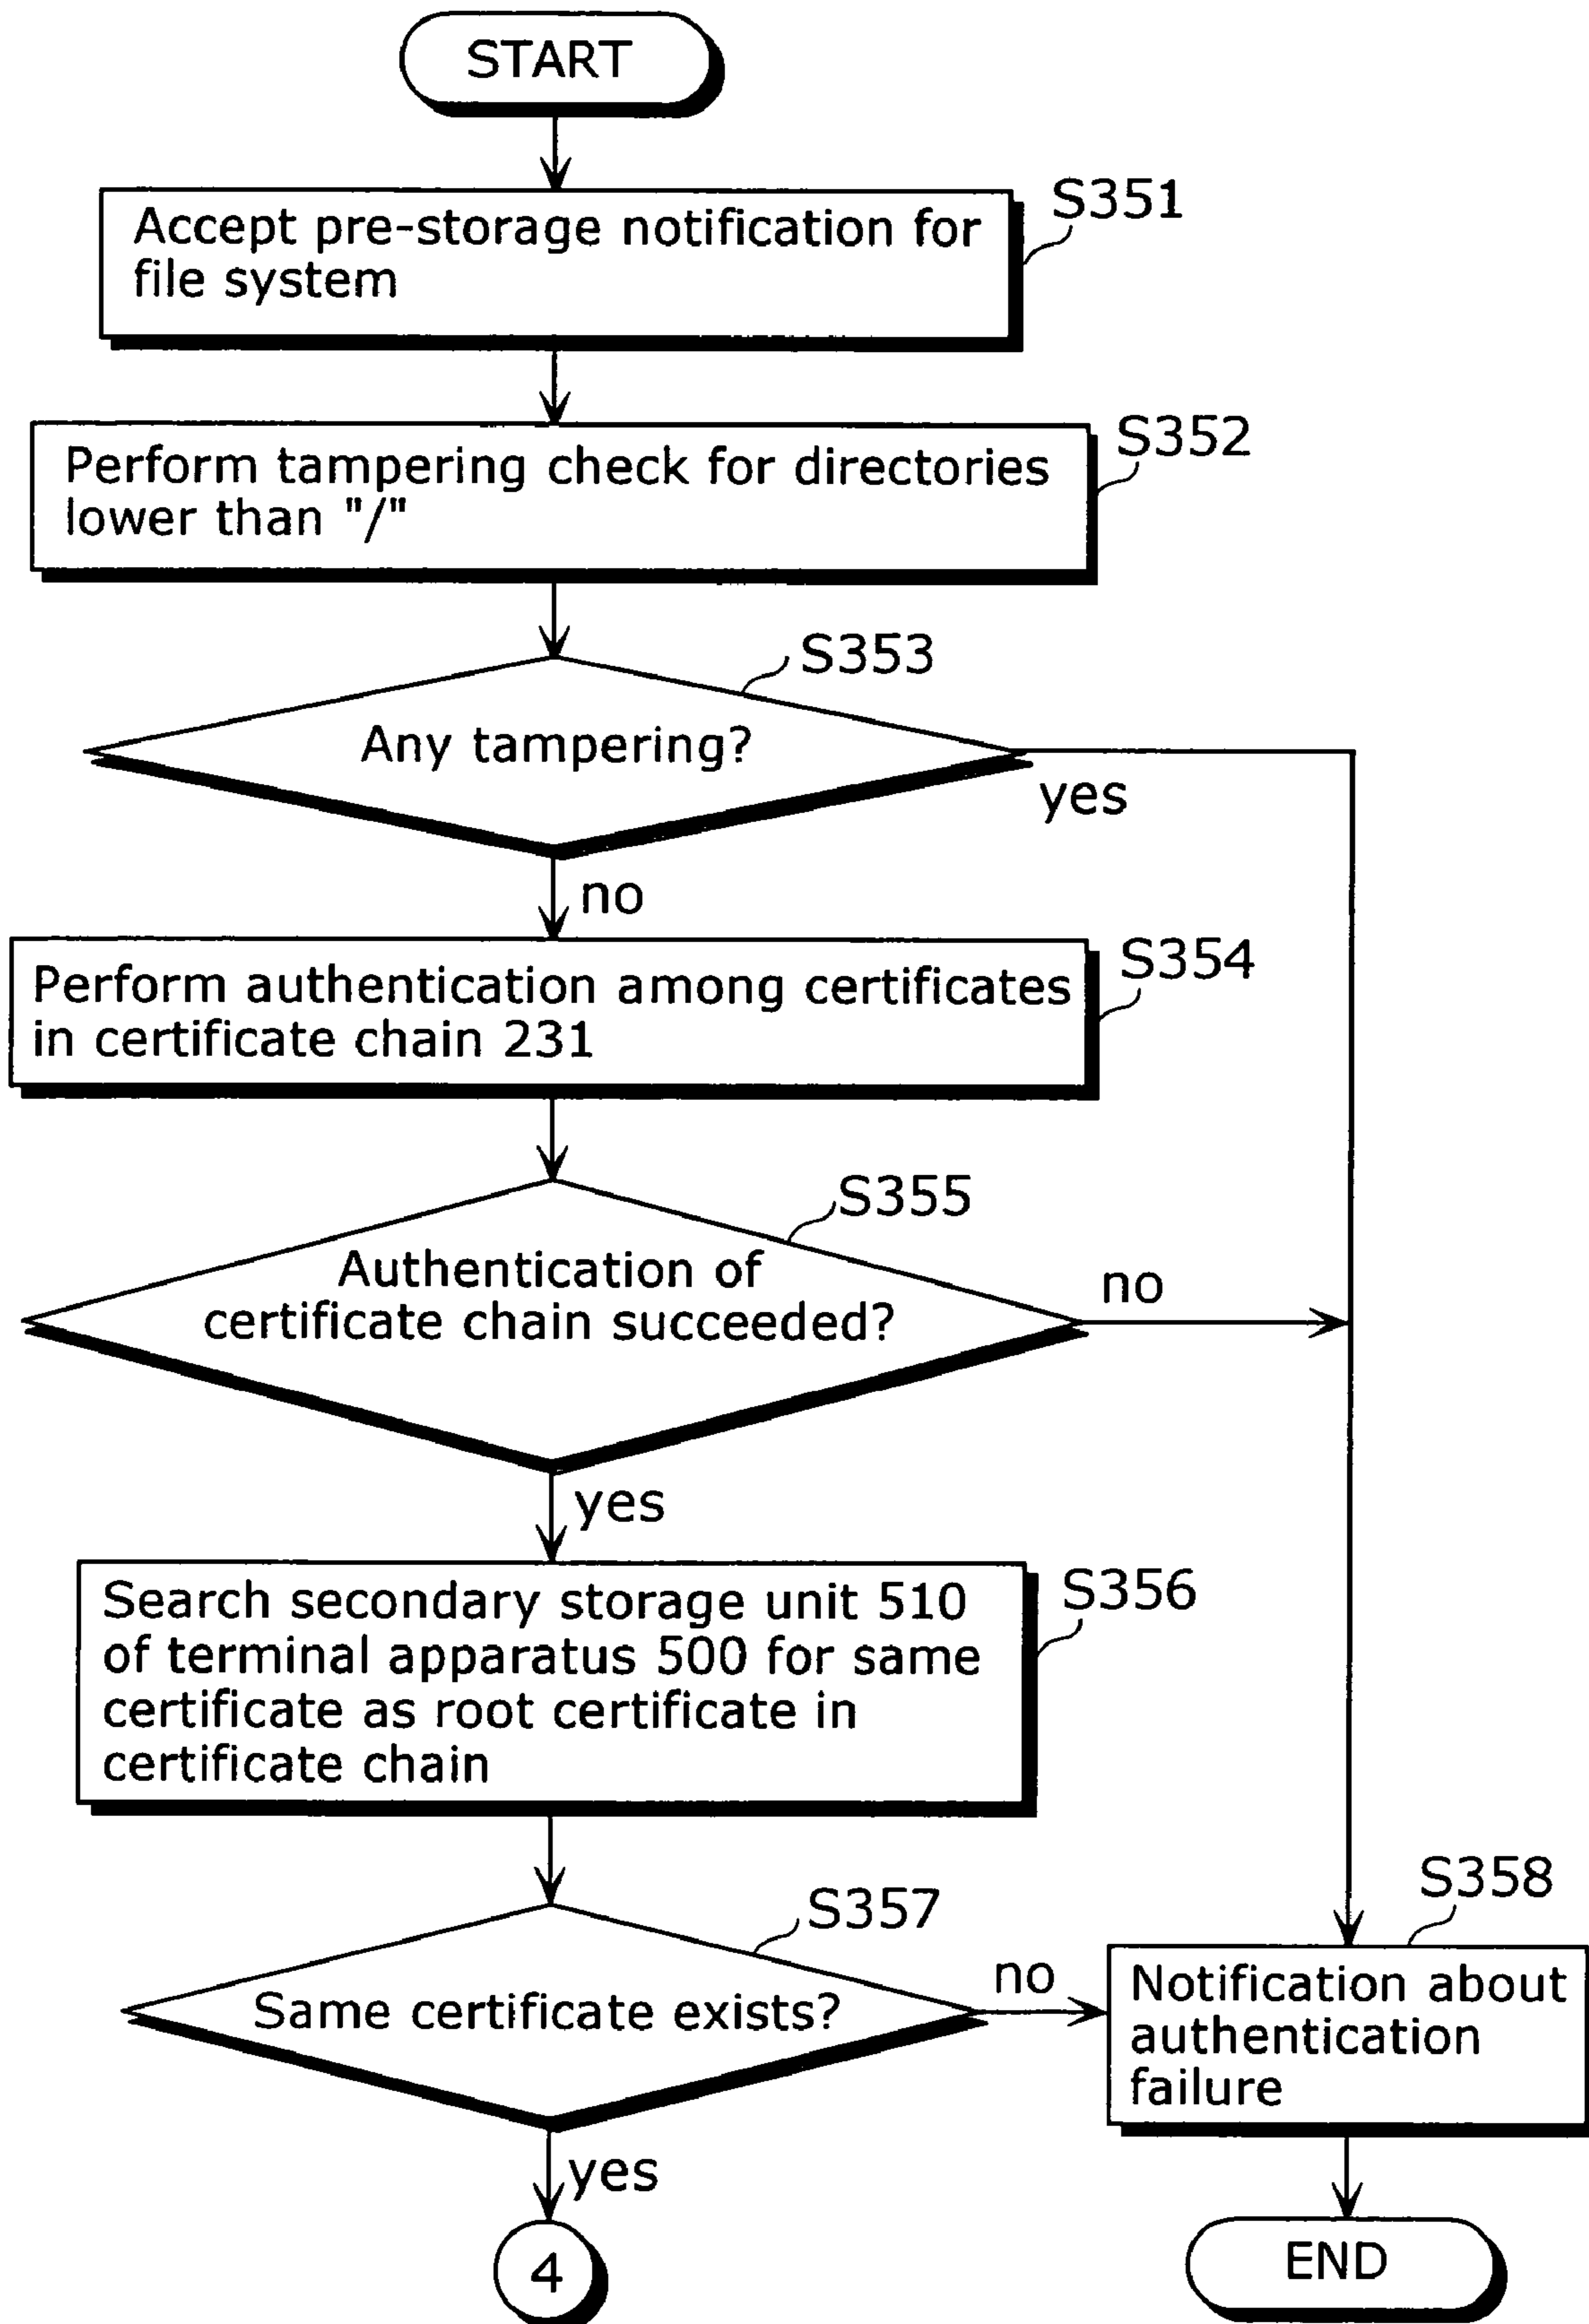 START
S351
Accept pre-storage notification for
file system
S352
Perform tampering check for directories
lower than "/"
S353
Any tampering?
yes
no
S354
Perform authentication among certificates
in certificate chain 231
S355
Authentication of
certificate chain succeeded?
no
yes
S356
Search secondary storage unit 510
of terminal apparatus 500 for same
certificate as root certificate in
certificate chain
S357
Same certificate exists?
no
S358
Notification about
authentication
failure
yes
4
END